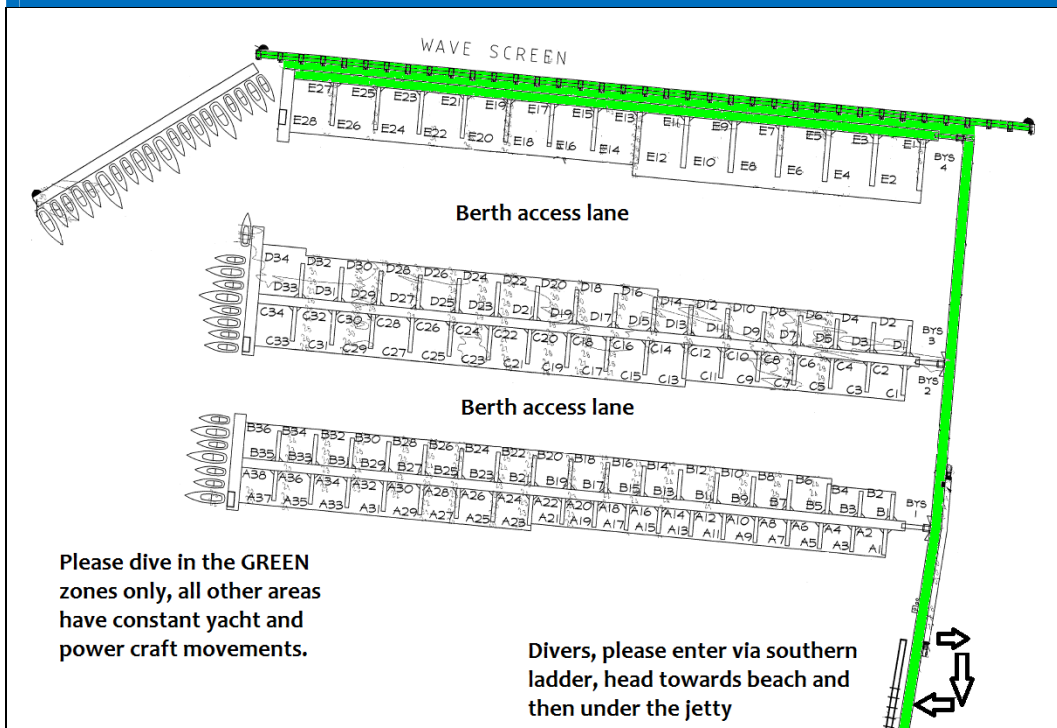 WAVE SCREEN
E27 E25 E23 E21 E19 E17 E15 E13 E11 E9 E7 E5 E3 E1
E28 E26 E24 E22 E20 E18 E16 E14 E12 E10 E8 E6 E4 E2
BYS 4
Berth access lane
D34 D32 D30 D28 D26 D24 D22 D20 D18 D16 D14 D12 D10 D8 D6 D4 D2
D33 D31 D29 D27 D25 D23 D21 D19 D17 D15 D13 D11 D9 D7 D5 D3 D1
BYS 3
C34 C32 C30 C28 C26 C24 C22 C20 C18 C16 C14 C12 C10 C8 C6 C4 C2
C33 C31 C29 C27 C25 C23 C21 C19 C17 C15 C13 C11 C9 C7 C5 C3 C1
BYS 2
Berth access lane
B36 B34 B32 B30 B28 B26 B24 B22 B20 B18 B16 B14 B12 B10 B8 B6 B4 B2
B35 B33 B31 B29 B27 B25 B23 B21 B19 B17 B15 B13 B11 B9 B7 B5 B3 B1
BYS 1
A38 A36 A34 A32 A30 A28 A26 A24 A22 A20 A18 A16 A14 A12 A10 A8 A6 A4 A2
A37 A35 A33 A31 A29 A27 A25 A23 A21 A19 A17 A15 A13 A11 A9 A7 A5 A3 A1
Please dive in the GREEN
zones only, all other areas
have constant yacht and
power craft movements.
Divers, please enter via southern
ladder, head towards beach and
then under the jetty